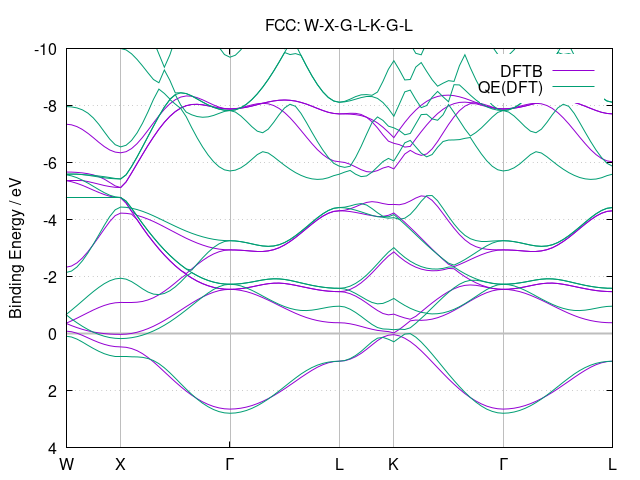 FCC: W-X-G-L-K-G-L
DFTB
QE(DFT)
Binding Energy / eV
-10
-8
-6
-4
-2
0
2
4
W X Γ L K Γ L